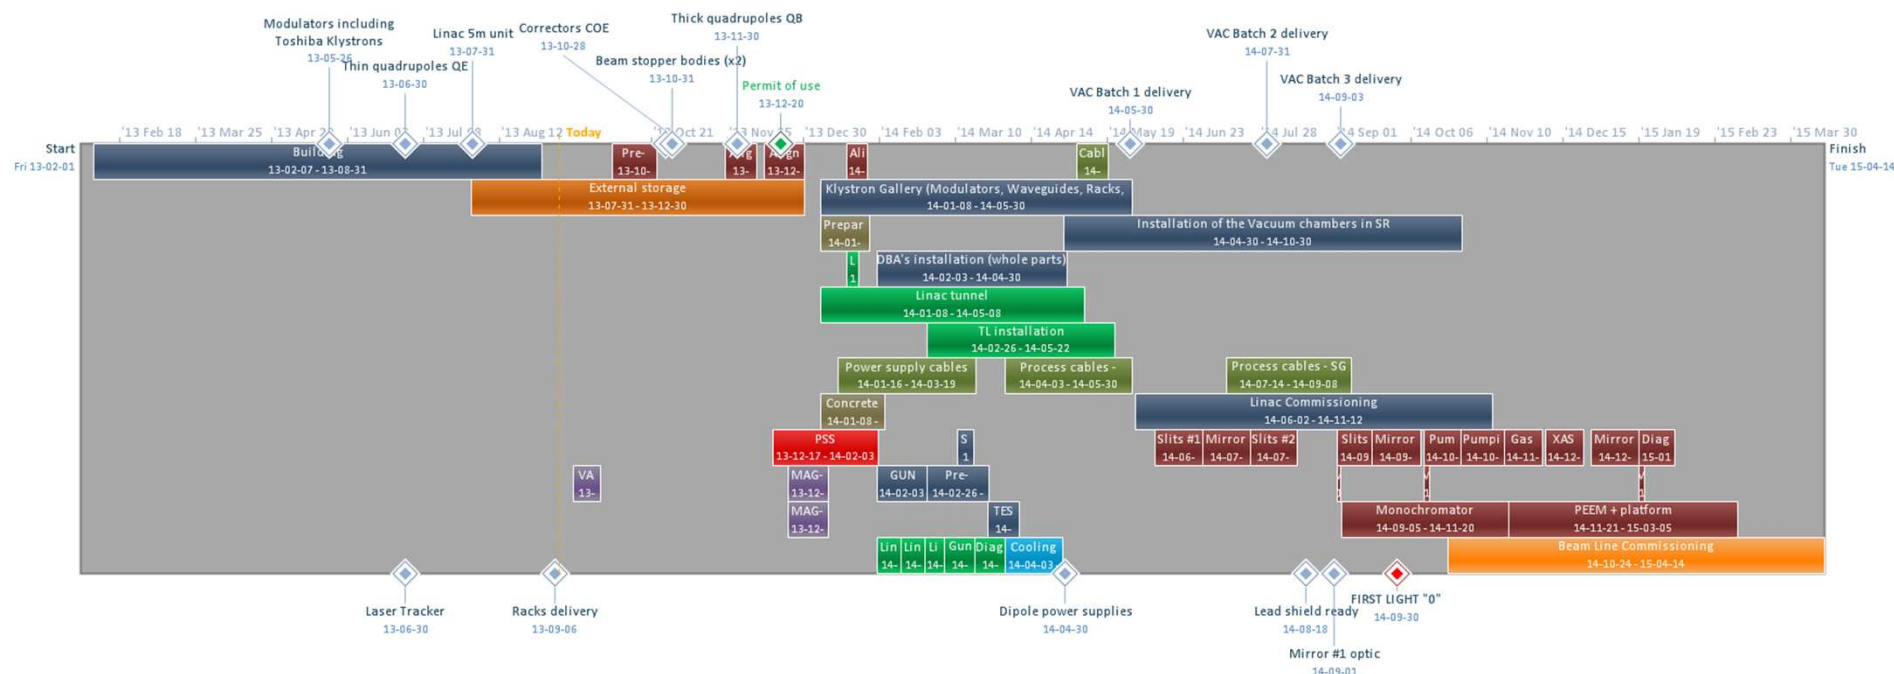 Modulators including
Toshiba Klystrons
13-05-26
Thin quadrupoles QE
13-06-30
Linac 5m unit
13-07-31
Correctors COE
13-10-28
Beam stopper bodies (x2)
13-10-31
Thick quadrupoles QB
13-11-30
Permit of use
13-12-20
VAC Batch 1 delivery
14-05-30
VAC Batch 2 delivery
14-07-31
VAC Batch 3 delivery
14-09-03
'13 Feb 18 '13 Mar 25 '13 Apr '13 Jun '13 Jul '13 Aug 12 Today Oct 21 '13 Dec 30 '14 Feb 03 '14 Mar 10 '14 Apr 14 '14 May 19 '14 Jun 23 Jul 28 '14 Sep 01 '14 Oct 06 '14 Nov 10 '14 Dec 15 '15 Jan 19 '15 Feb 23 '15 Mar 30
Start
Fri 13-02-01
Finish
Tue 15-04-14
Building
13-02-07 - 13-08-31
Pre-
13-10-
13-
13-12-
Ali
14-
Cabl
14-
External storage
13-07-31 - 13-12-30
Klystron Gallery (Modulators, Waveguides, Racks,
14-01-08 - 14-05-30
Prepar
14-01-
Installation of the Vacuum chambers in SR
14-04-30 - 14-10-30
L
1
DBA's installation (whole parts)
14-02-03 - 14-04-30
Linac tunnel
14-01-08 - 14-05-08
TL installation
14-02-26 - 14-05-22
Power supply cables
14-01-16 - 14-03-19
Process cables -
14-04-03 - 14-05-30
Process cables - SG
14-07-14 - 14-09-08
Concrete
14-01-08 -
Linac Commissioning
14-06-02 - 14-11-12
PSS
13-12-17 - 14-02-03
S
1
Slits #1
14-06-
Mirror
14-07-
Slits #2
14-07-
Slits
14-09
Mirror
14-09-
Pum
14-10-
Pumpi
14-10-
Gas
14-11-
XAS
14-12-
Mirror
14-12-
Diag
15-01
VA
13-
MAG-
13-12-
GUN
14-02-03
Pre-
14-02-26 -
MAG-
13-12-
TES
14-
Monochromator
14-09-05 - 14-11-20
PEEM + platform
14-11-21 - 15-03-05
Lin
14-
Lin
14-
Li
14-
Gun
14-
Diag
14-
Cooling
14-04-03
Beam Line Commissioning
14-10-24 - 15-04-14
Laser Tracker
13-06-30
Racks delivery
13-09-06
Dipole power supplies
14-04-30
Lead shield ready
14-08-18
FIRST LIGHT "0"
14-09-30
Mirror #1 optic
14-09-01